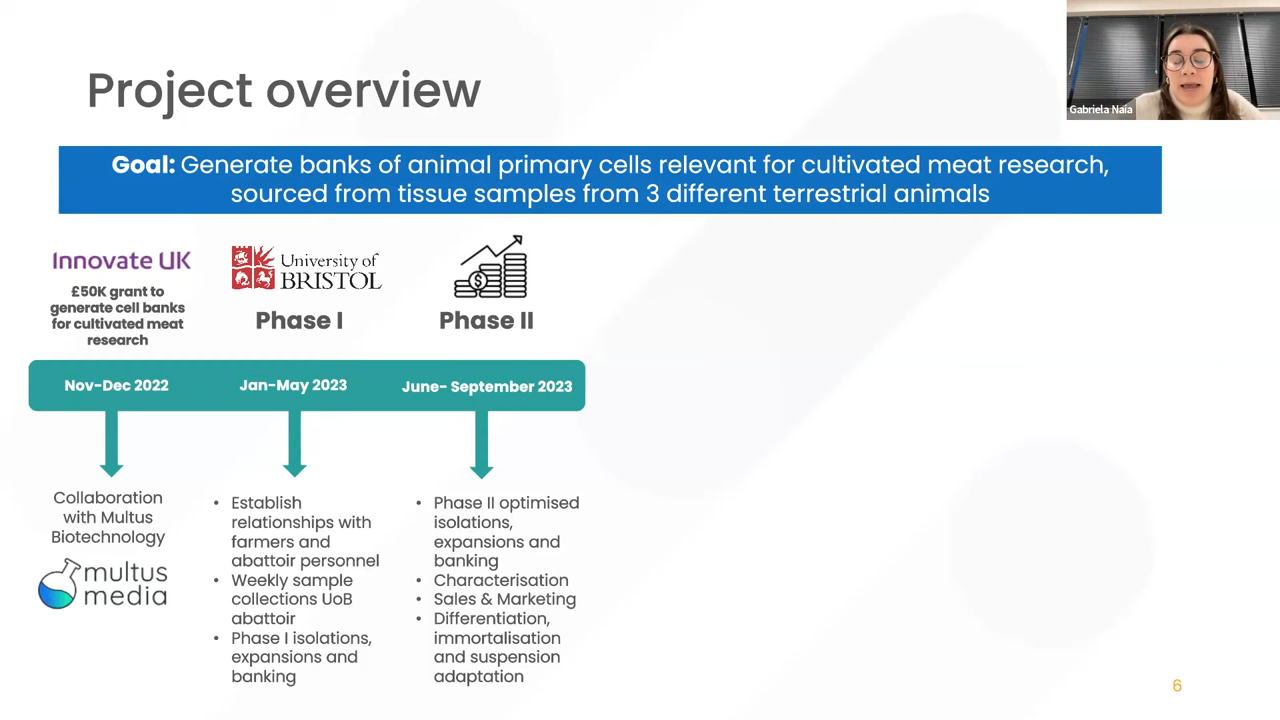 Project overview
Gabriela Naía
Goal: Generate banks of animal primary cells relevant for cultivated meat research,
sourced from tissue samples from 3 different terrestrial animals
Innovate UK
£50K grant to
generate cell banks
for cultivated meat
research
University of
BRISTOL
Phase I
Phase II
Nov-Dec 2022
Jan-May 2023
June- September 2023
Collaboration
with Multus
Biotechnology
multus
media
• Establish
relationships with
farmers and
abattoir personnel
• Weekly sample
collections UoB
abattoir
• Phase I isolations,
expansions and
banking
• Phase II optimised
isolations,
expansions and
banking
• Characterisation
• Sales & Marketing
• Differentiation,
immortalisation
and suspension
adaptation
6